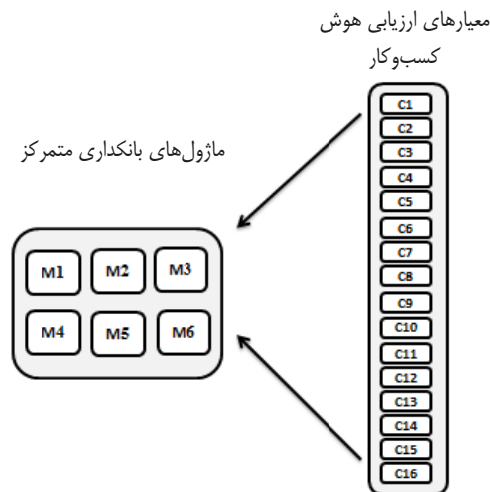 معیارهای ارزیابی هوش
کسب‌وکار
C1
C2
C3
C4
C5
C6
C7
C8
C9
C10
C11
C12
C13
C14
C15
C16
ماژول‌های بانکداری متمرکز
M1 M2 M3
M4 M5 M6